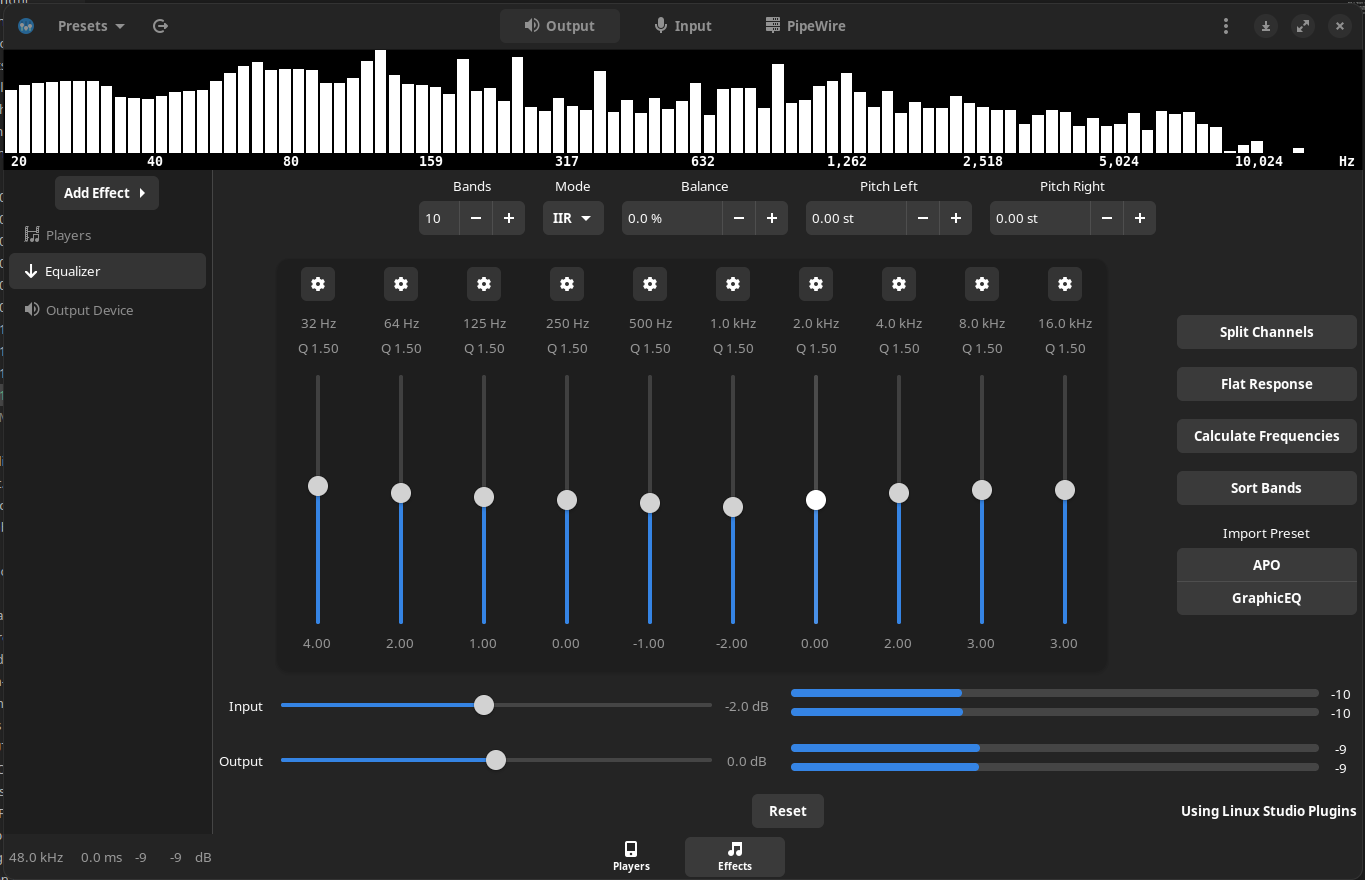 Presets
Output Input PipeWire
20 40 80 159 317 632 1,262 2,518 5,024 10,024 Hz
Add Effect
Players
Equalizer
Output Device
Bands Mode Balance Pitch Left Pitch Right
10 IIR 0.0 % 0.00 st 0.00 st
32 Hz 64 Hz 125 Hz 250 Hz 500 Hz 1.0 kHz 2.0 kHz 4.0 kHz 8.0 kHz 16.0 kHz
Q 1.50 Q 1.50 Q 1.50 Q 1.50 Q 1.50 Q 1.50 Q 1.50 Q 1.50 Q 1.50 Q 1.50
4.00 2.00 1.00 0.00 -1.00 -2.00 0.00 2.00 3.00 3.00
Split Channels
Flat Response
Calculate Frequencies
Sort Bands
Import Preset
APO
GraphicEQ
Input -2.0 dB -10
-10
Output 0.0 dB -9
-9
Reset
Using Linux Studio Plugins
48.0 kHz 0.0 ms -9 -9 dB
Players Effects